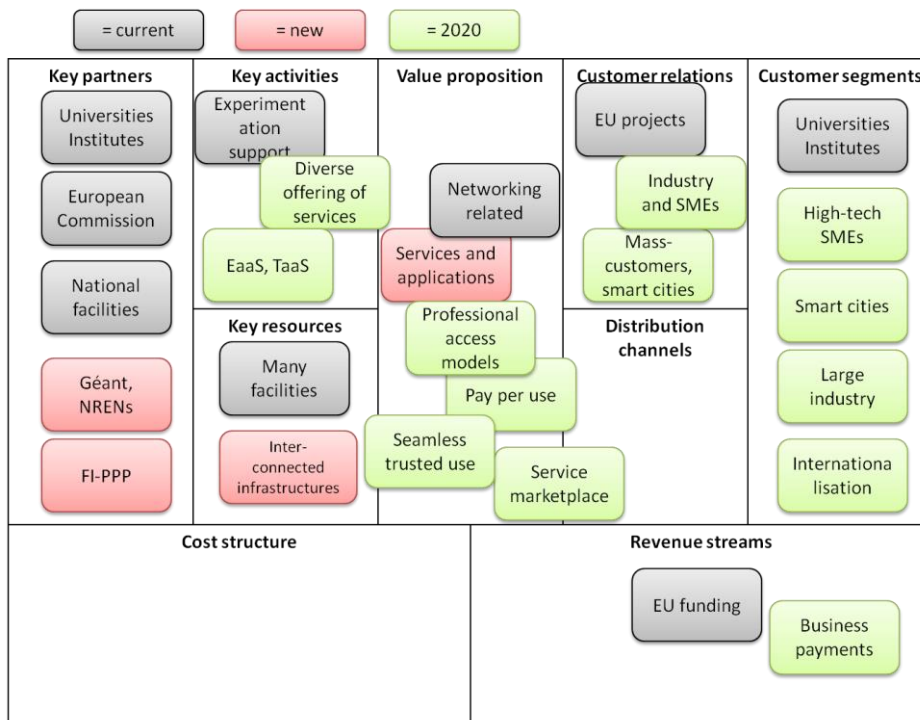 = current
= new
= 2020
Key partners
Universities
Institutes
European
Commission
National
facilities
Géant,
NRENs
FI-PPP
Key activities
Experiment
ation
support
Diverse
offering of
services
EaaS, TaaS
Key resources
Many
facilities
Inter-
connected
infrastructures
Value proposition
Networking
related
Services and
applications
Professional
access
models
Pay per use
Seamless
trusted use
Service
marketplace
Customer relations
EU projects
Industry
and SMEs
Mass-
customers,
smart cities
Distribution
channels
Customer segments
Universities
Institutes
High-tech
SMEs
Smart cities
Large
industry
Internationa
lisation
Cost structure
Revenue streams
EU funding
Business
payments